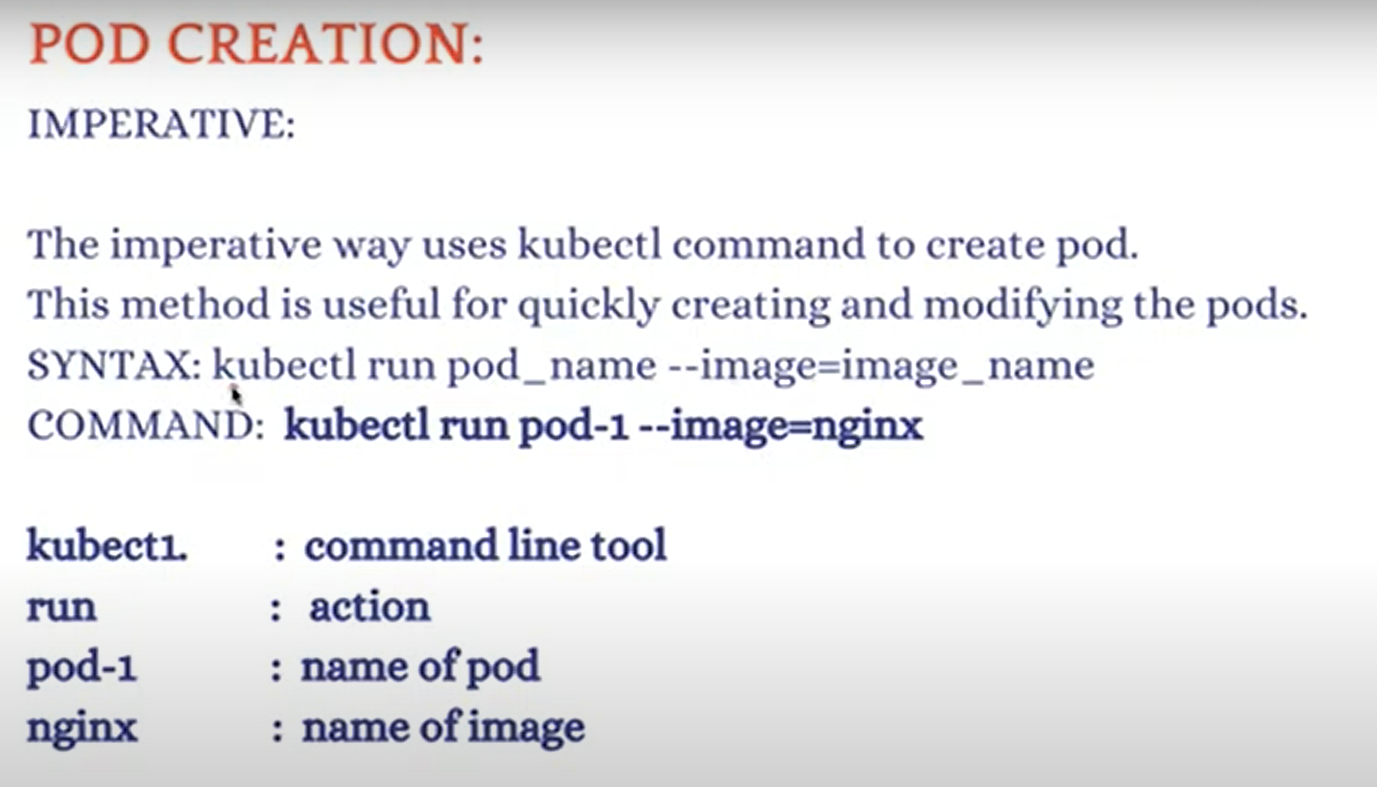 POD CREATION:
IMPERATIVE:
The imperative way uses kubectl command to create pod.
This method is useful for quickly creating and modifying the pods.
SYNTAX: kubectl run pod_name --image=image_name
COMMAND: kubectl run pod-1 --image=nginx
kubect1. : command line tool
run : action
pod-1 : name of pod
nginx : name of image